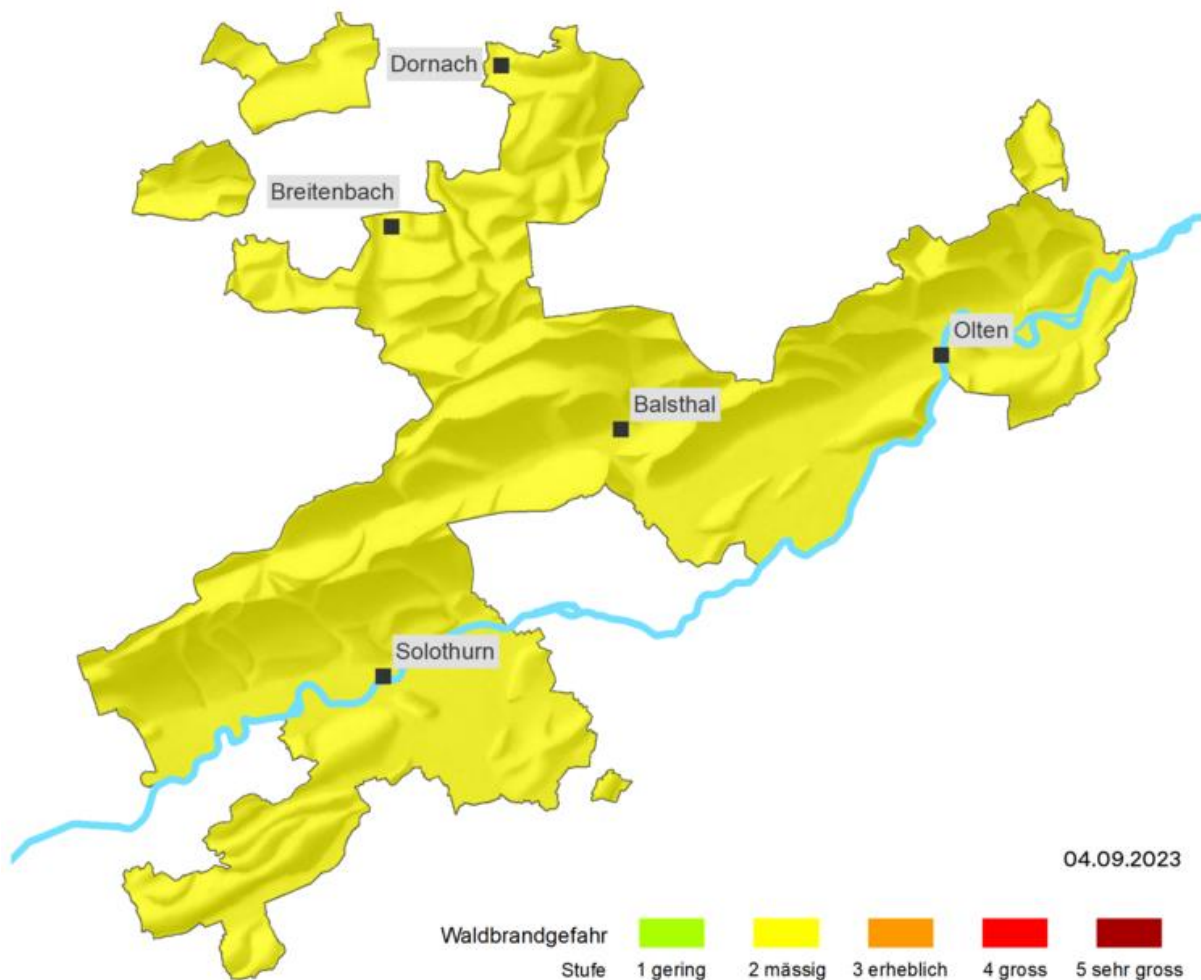 Dornach
Breitenbach
Olten
Balsthal
Solothurn
04.09.2023
Waldbrandgefahr
Stufe 1 gering 2 mässig 3 erheblich 4 gross 5 sehr gross